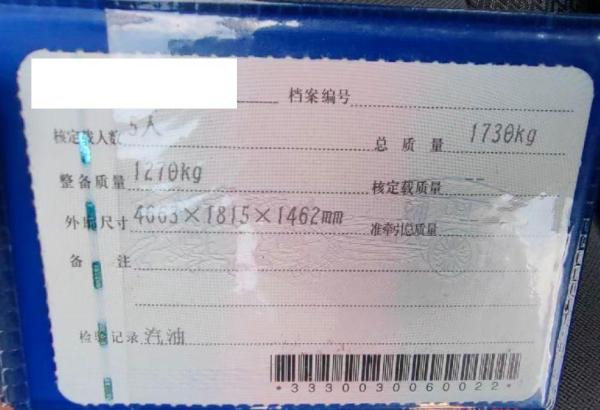 档案编号
核定载人数 5人 总质量 1730kg
整备质量 1270kg 核定载质量 --
外廓尺寸 4663×1815×1462mm 准牵引总质量
备注
检验记录 汽油
*3330030060022*